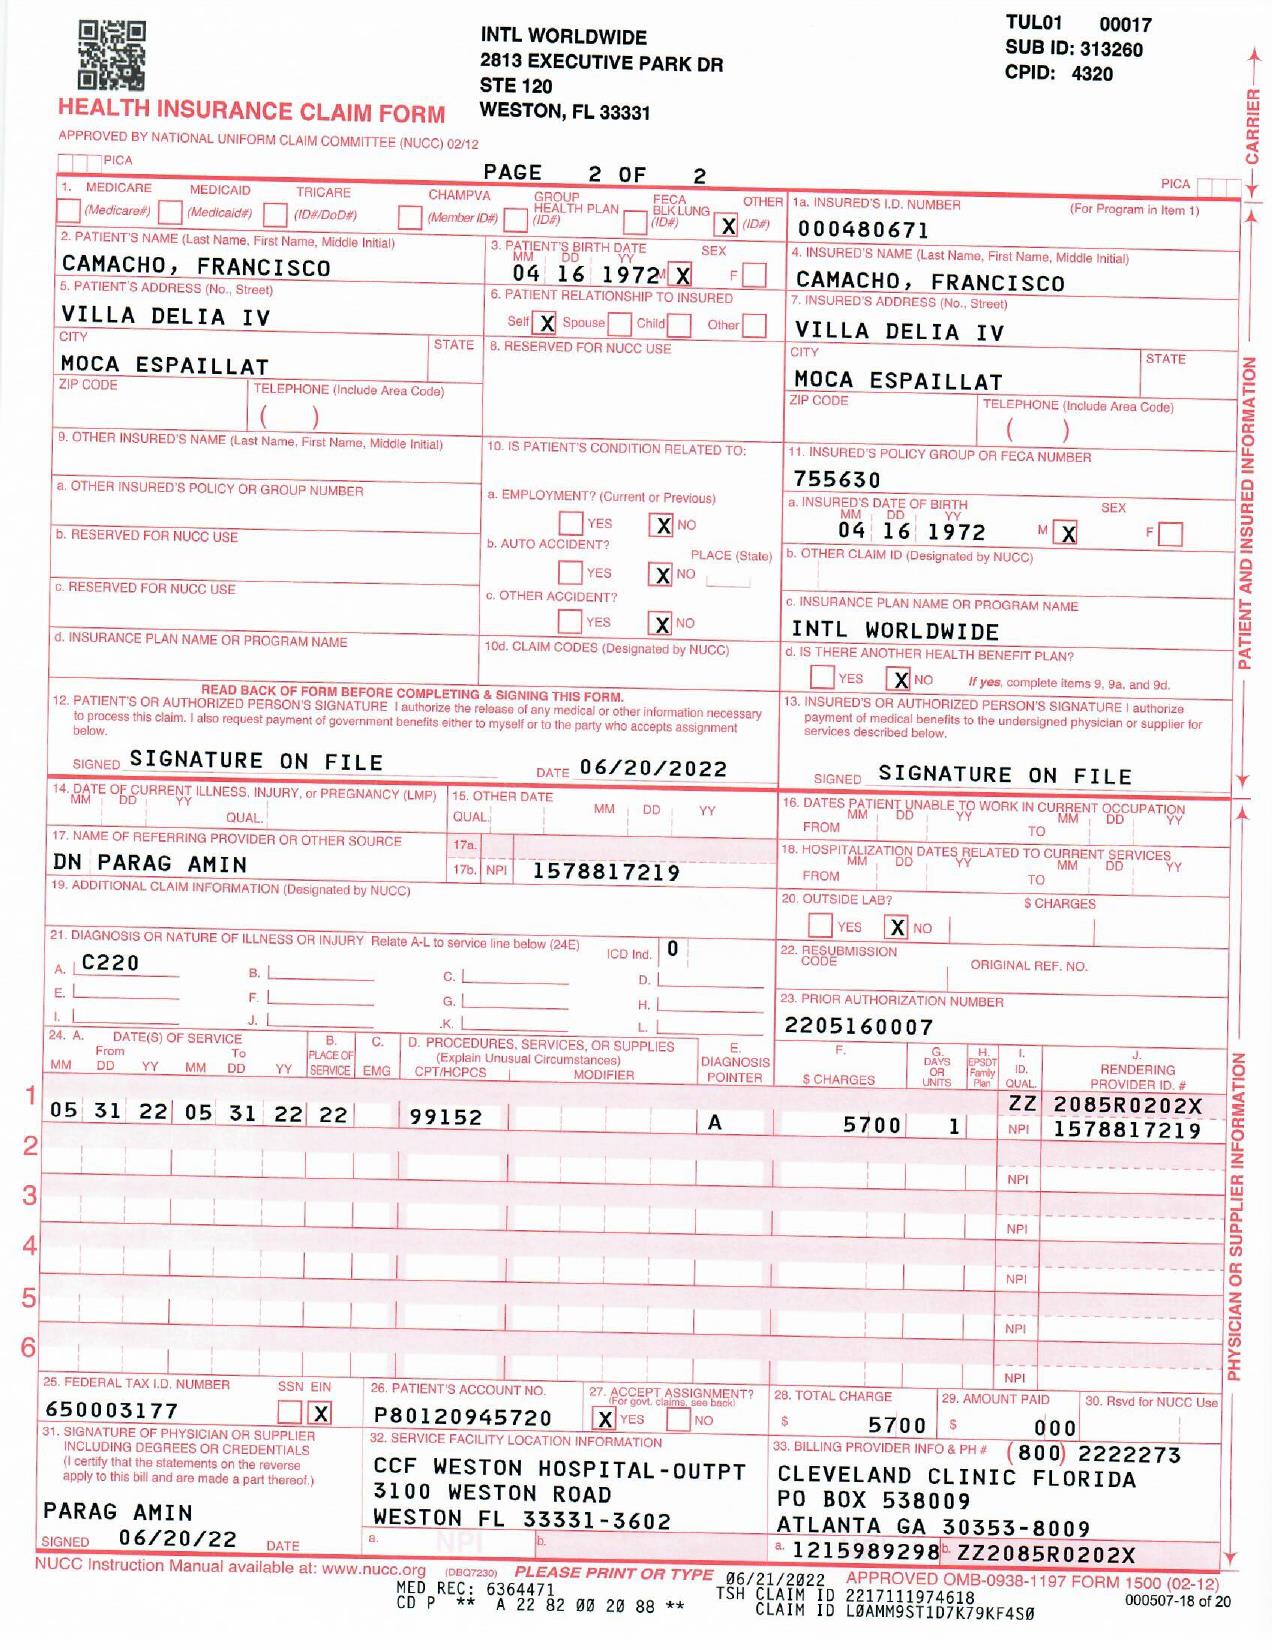 INTL WORLDWIDE
2813 EXECUTIVE PARK DR
STE 120
WESTON, FL 33331
TUL01 00017
SUB ID: 313260
CPID: 4320
HEALTH INSURANCE CLAIM FORM
APPROVED BY NATIONAL UNIFORM CLAIM COMMITTEE (NUCC) 02/12
PICA
PAGE 2 OF 2
PICA
CARRIER
1. MEDICARE MEDICAID TRICARE CHAMPVA GROUP HEALTH PLAN FECA BLK LUNG OTHER
(Medicare#) (Medicaid#) (ID#/DoD#) (Member ID#) (ID#) (ID#) X (ID#)
1a. INSURED'S I.D. NUMBER (For Program in Item 1)
000480671
2. PATIENT'S NAME (Last Name, First Name, Middle Initial)
CAMACHO, FRANCISCO
3. PATIENT'S BIRTH DATE SEX
MM DD YY
04 16 1972 M X F
4. INSURED'S NAME (Last Name, First Name, Middle Initial)
CAMACHO, FRANCISCO
5. PATIENT'S ADDRESS (No., Street)
VILLA DELIA IV
6. PATIENT RELATIONSHIP TO INSURED
Self X Spouse Child Other
7. INSURED'S ADDRESS (No., Street)
VILLA DELIA IV
CITY STATE
MOCA ESPAILLAT
8. RESERVED FOR NUCC USE
CITY STATE
MOCA ESPAILLAT
ZIP CODE TELEPHONE (Include Area Code)
( )
ZIP CODE TELEPHONE (Include Area Code)
( )
9. OTHER INSURED'S NAME (Last Name, First Name, Middle Initial)
10. IS PATIENT'S CONDITION RELATED TO:
11. INSURED'S POLICY GROUP OR FECA NUMBER
755630
a. OTHER INSURED'S POLICY OR GROUP NUMBER
a. EMPLOYMENT? (Current or Previous)
YES X NO
a. INSURED'S DATE OF BIRTH SEX
MM DD YY
04 16 1972 M X F
b. RESERVED FOR NUCC USE
b. AUTO ACCIDENT? PLACE (State)
YES X NO
b. OTHER CLAIM ID (Designated by NUCC)
c. RESERVED FOR NUCC USE
c. OTHER ACCIDENT?
YES X NO
c. INSURANCE PLAN NAME OR PROGRAM NAME
INTL WORLDWIDE
d. INSURANCE PLAN NAME OR PROGRAM NAME
10d. CLAIM CODES (Designated by NUCC)
d. IS THERE ANOTHER HEALTH BENEFIT PLAN?
YES X NO If yes, complete items 9, 9a, and 9d.
READ BACK OF FORM BEFORE COMPLETING & SIGNING THIS FORM.
12. PATIENT'S OR AUTHORIZED PERSON'S SIGNATURE I authorize the release of any medical or other information necessary
to process this claim. I also request payment of government benefits either to myself or to the party who accepts assignment
below.
SIGNED SIGNATURE ON FILE DATE 06/20/2022
13. INSURED'S OR AUTHORIZED PERSON'S SIGNATURE I authorize
payment of medical benefits to the undersigned physician or supplier for
services described below.
SIGNED SIGNATURE ON FILE
PATIENT AND INSURED INFORMATION
14. DATE OF CURRENT ILLNESS, INJURY, or PREGNANCY (LMP)
MM DD YY
QUAL.
15. OTHER DATE
QUAL. MM DD YY
16. DATES PATIENT UNABLE TO WORK IN CURRENT OCCUPATION
MM DD YY MM DD YY
FROM TO
17. NAME OF REFERRING PROVIDER OR OTHER SOURCE
DN PARAG AMIN
17a.
17b. NPI 1578817219
18. HOSPITALIZATION DATES RELATED TO CURRENT SERVICES
MM DD YY MM DD YY
FROM TO
19. ADDITIONAL CLAIM INFORMATION (Designated by NUCC)
20. OUTSIDE LAB? $ CHARGES
YES X NO
21. DIAGNOSIS OR NATURE OF ILLNESS OR INJURY Relate A-L to service line below (24E) ICD Ind. 0
A. C220 B. C. D.
E. F. G. H.
I. J. K. L.
22. RESUBMISSION CODE ORIGINAL REF. NO.
23. PRIOR AUTHORIZATION NUMBER
2205160007
24. A. DATE(S) OF SERVICE B. C. D. PROCEDURES, SERVICES, OR SUPPLIES E. F. G. H. I. J.
From To PLACE OF (Explain Unusual Circumstances) DIAGNOSIS DAYS OR EPSDT Family ID. RENDERING
MM DD YY MM DD YY SERVICE EMG CPT/HCPCS MODIFIER POINTER $ CHARGES UNITS Plan QUAL. PROVIDER ID. #
1
ZZ 2085R0202X
05 31 22 05 31 22 22 99152 A 5700 1 NPI 1578817219
2
NPI
3
NPI
4
NPI
5
NPI
6
NPI
PHYSICIAN OR SUPPLIER INFORMATION
25. FEDERAL TAX I.D. NUMBER SSN EIN
650003177 X
26. PATIENT'S ACCOUNT NO.
P80120945720
27. ACCEPT ASSIGNMENT?
(For govt. claims, see back)
X YES NO
28. TOTAL CHARGE
$ 5700
29. AMOUNT PAID
$ 000
30. Rsvd for NUCC Use
31. SIGNATURE OF PHYSICIAN OR SUPPLIER
INCLUDING DEGREES OR CREDENTIALS
(I certify that the statements on the reverse
apply to this bill and are made a part thereof.)
PARAG AMIN
SIGNED 06/20/22 DATE
32. SERVICE FACILITY LOCATION INFORMATION
CCF WESTON HOSPITAL-OUTPT
3100 WESTON ROAD
WESTON FL 33331-3602
a. NPI b.
33. BILLING PROVIDER INFO & PH # (800) 2222273
CLEVELAND CLINIC FLORIDA
PO BOX 538009
ATLANTA GA 30353-8009
a. 1215989298 b. ZZ2085R0202X
NUCC Instruction Manual available at: www.nucc.org (DBQ7230) PLEASE PRINT OR TYPE 06/21/2022 APPROVED OMB-0938-1197 FORM 1500 (02-12)
MED REC: 6364471 TSH CLAIM ID 2217111974618 000507-18 of 20
CD P ** A 22 82 00 20 88 ** CLAIM ID L0AMM9ST1D7K79KF4S0